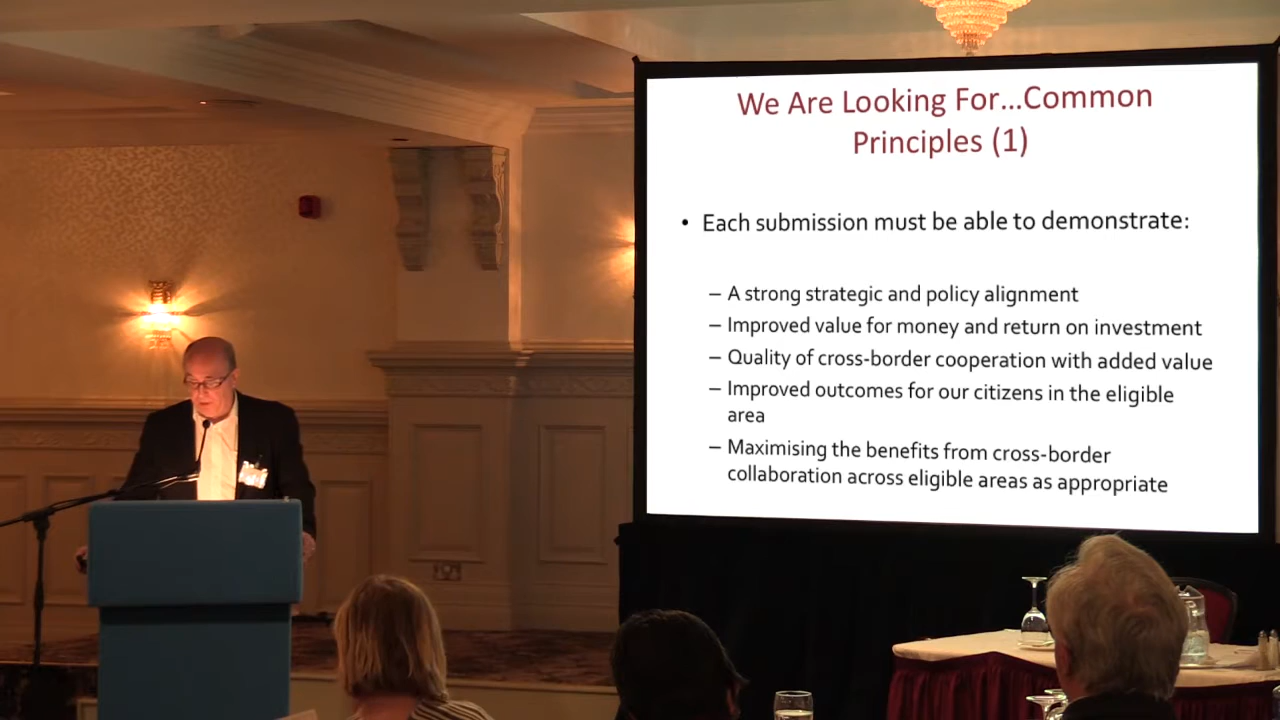 We Are Looking For...Common
Principles (1)
• Each submission must be able to demonstrate:
– A strong strategic and policy alignment
– Improved value for money and return on investment
– Quality of cross-border cooperation with added value
– Improved outcomes for our citizens in the eligible
area
– Maximising the benefits from cross-border
collaboration across eligible areas as appropriate